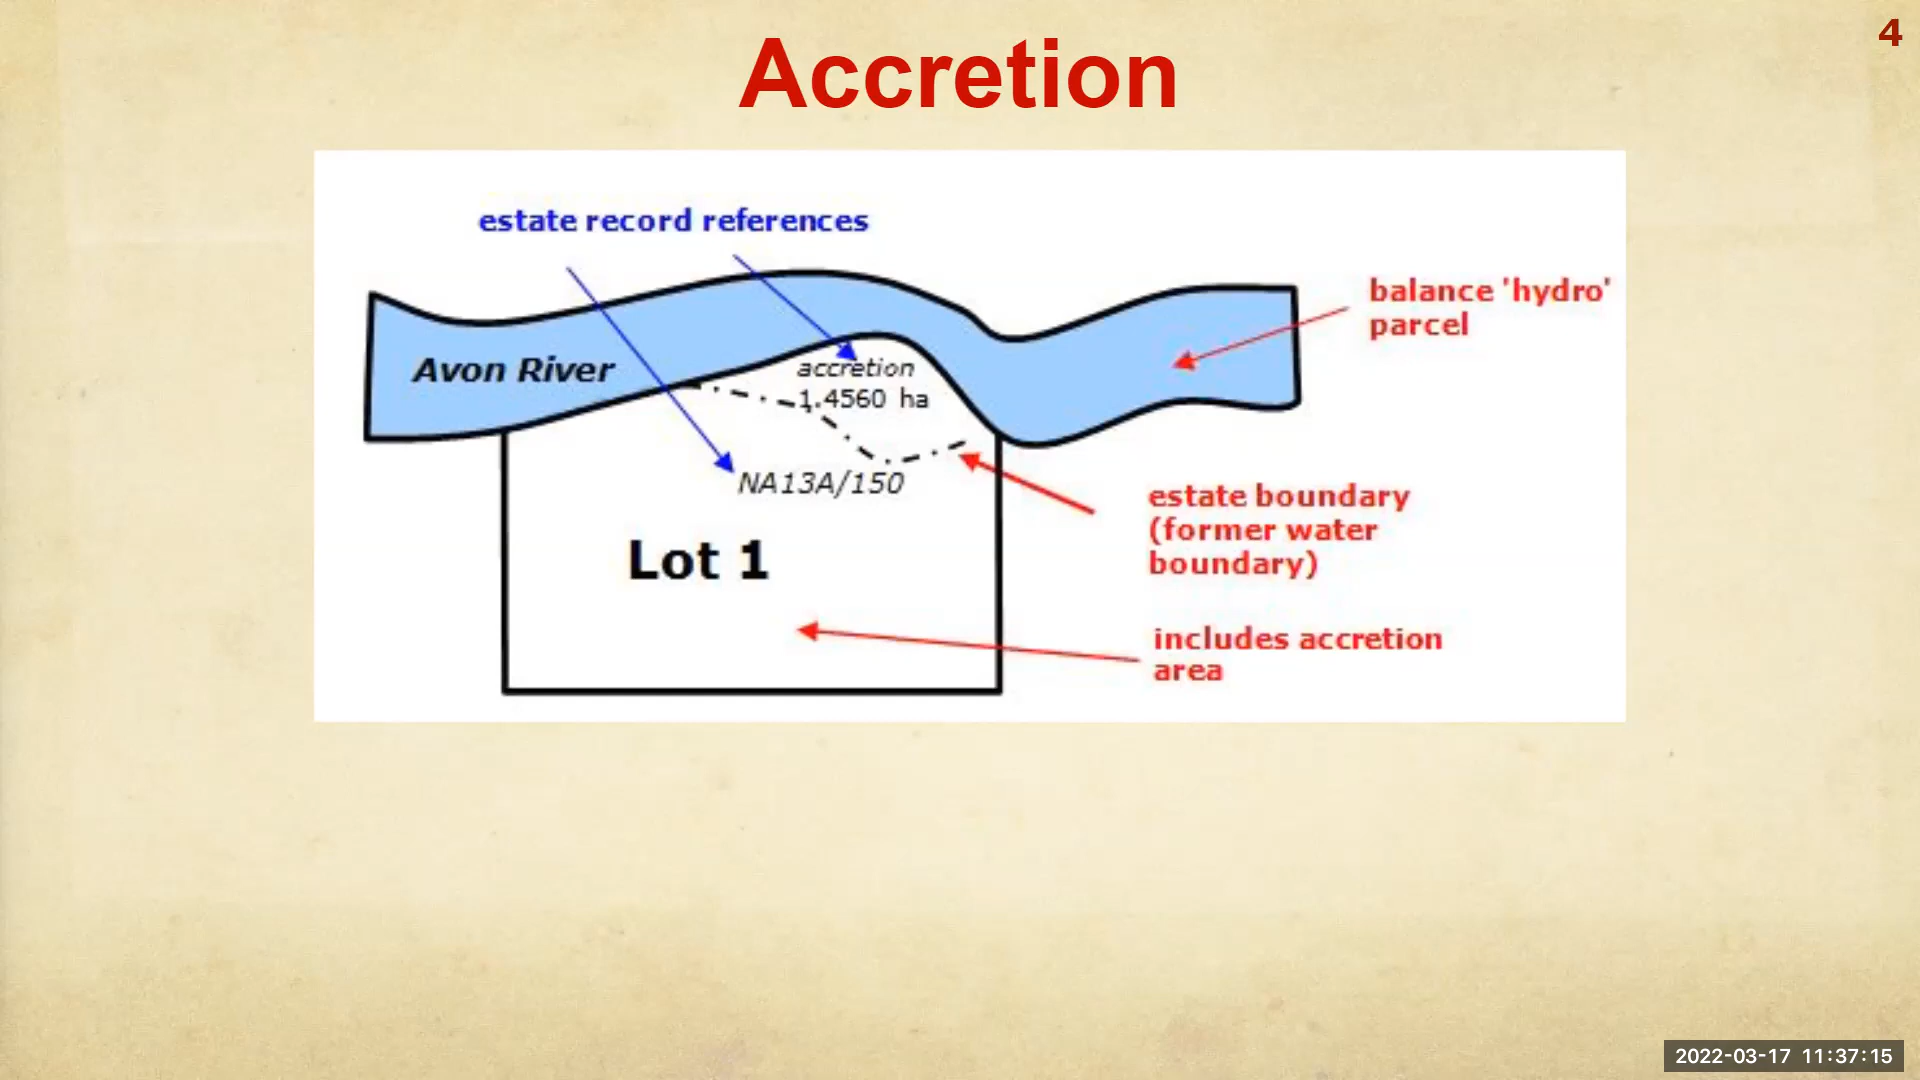 4
Accretion
estate record references
balance 'hydro'
parcel
Avon River
accretion
1.4560 ha
NA13A/150
estate boundary
(former water
boundary)
Lot 1
includes accretion
area
2022-03-17 11:37:15